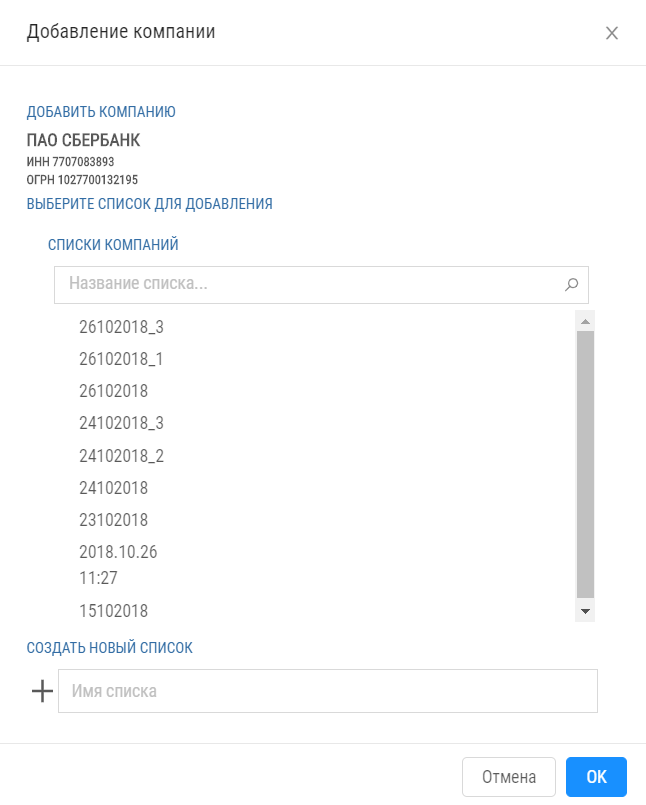 Добавление компании
ДОБАВИТЬ КОМПАНИЮ
ПАО СБЕРБАНК
ИНН 7707083893
ОГРН 1027700132195
ВЫБЕРИТЕ СПИСОК ДЛЯ ДОБАВЛЕНИЯ
СПИСКИ КОМПАНИЙ
Название списка...
26102018_3
26102018_1
26102018
24102018_3
24102018_2
24102018
23102018
2018.10.26
11:27
15102018
СОЗДАТЬ НОВЫЙ СПИСОК
Имя списка
Отмена
OK